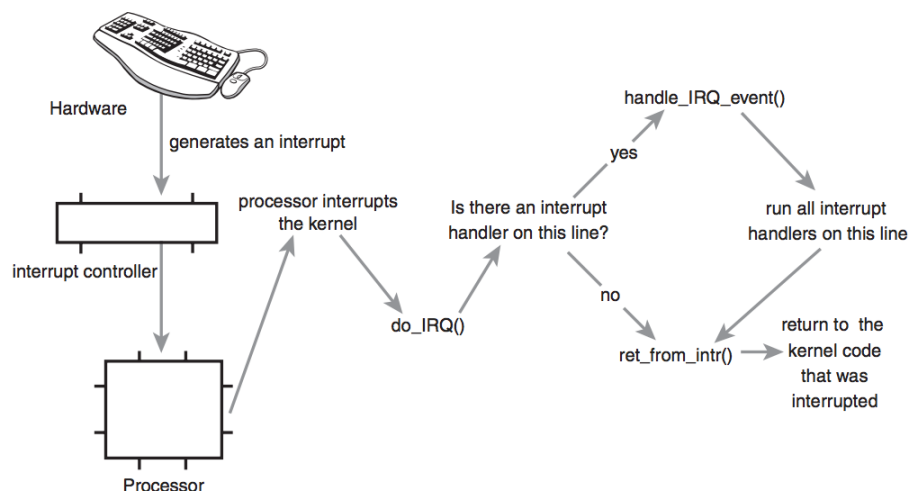 Hardware
generates an interrupt
interrupt controller
Processor
processor interrupts
the kernel
do_IRQ()
Is there an interrupt
handler on this line?
yes
no
handle_IRQ_event()
run all interrupt
handlers on this line
ret_from_intr()
return to the
kernel code
that was
interrupted